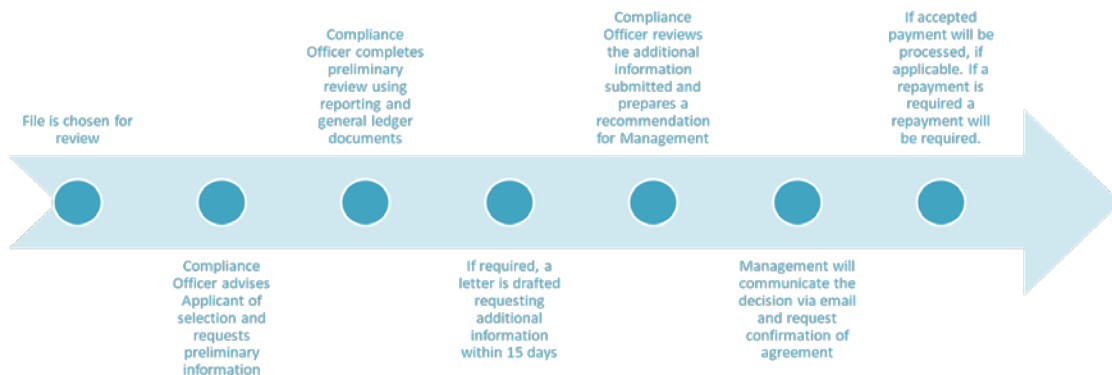 File is chosen for
review
Compliance
Officer advises
Applicant of
selection and
requests
preliminary
information
Compliance
Officer completes
preliminary
review using
reporting and
general ledger
documents
If required, a
letter is drafted
requesting
additional
information
within 15 days
Compliance
Officer reviews
the additional
information
submitted and
prepares a
recommendation
for Management
Management will
communicate the
decision via email
and request
confirmation of
agreement
If accepted
payment will be
processed, if
applicable. If a
repayment is
required a
repayment will
be required.